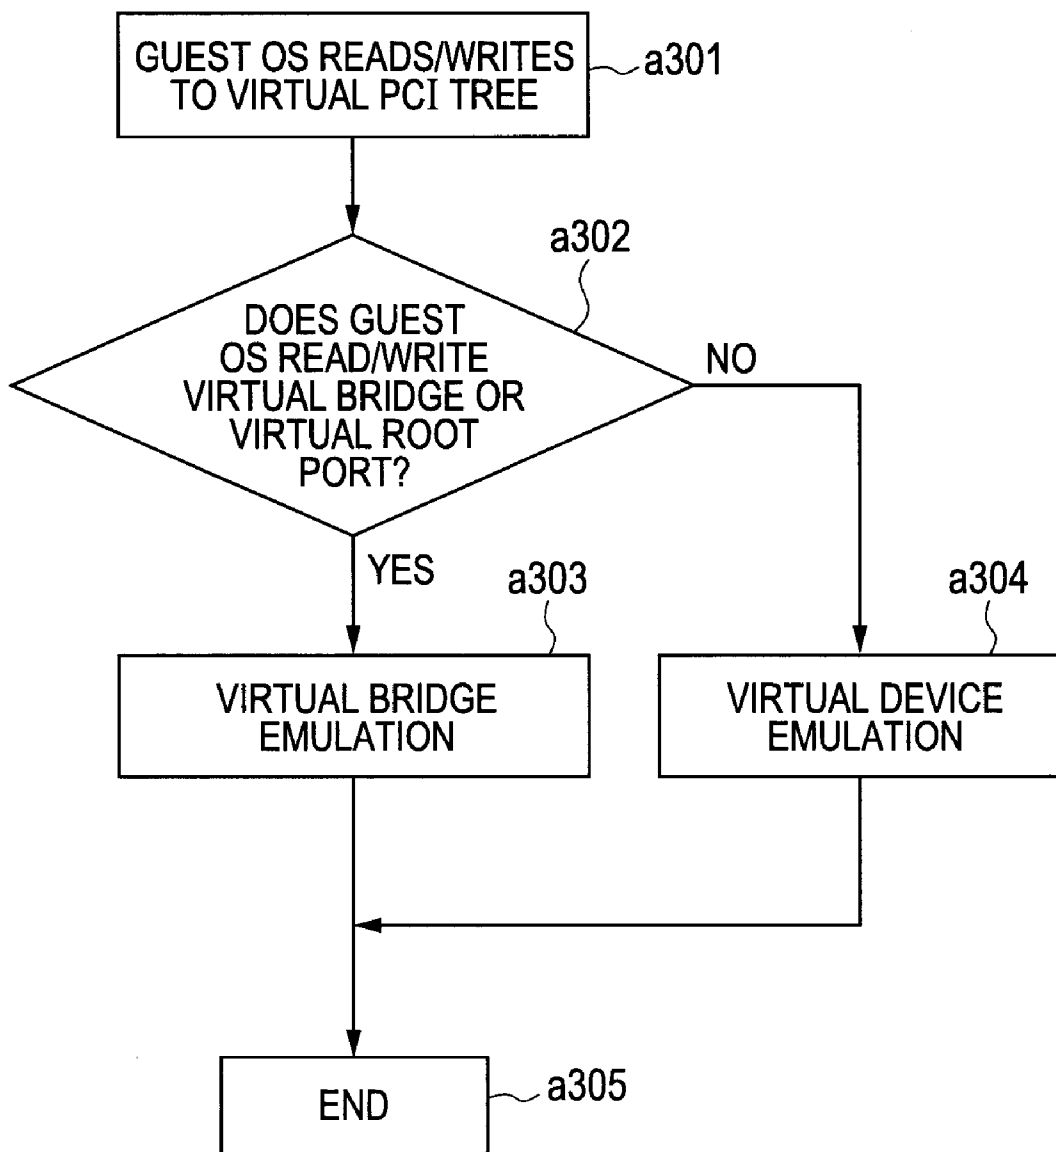 GUEST OS READS/WRITES
TO VIRTUAL PCI TREE
a301
a302
DOES GUEST
OS READ/WRITE
VIRTUAL BRIDGE OR
VIRTUAL ROOT
PORT?
NO
YES
a303
a304
VIRTUAL BRIDGE
EMULATION
VIRTUAL DEVICE
EMULATION
END
a305